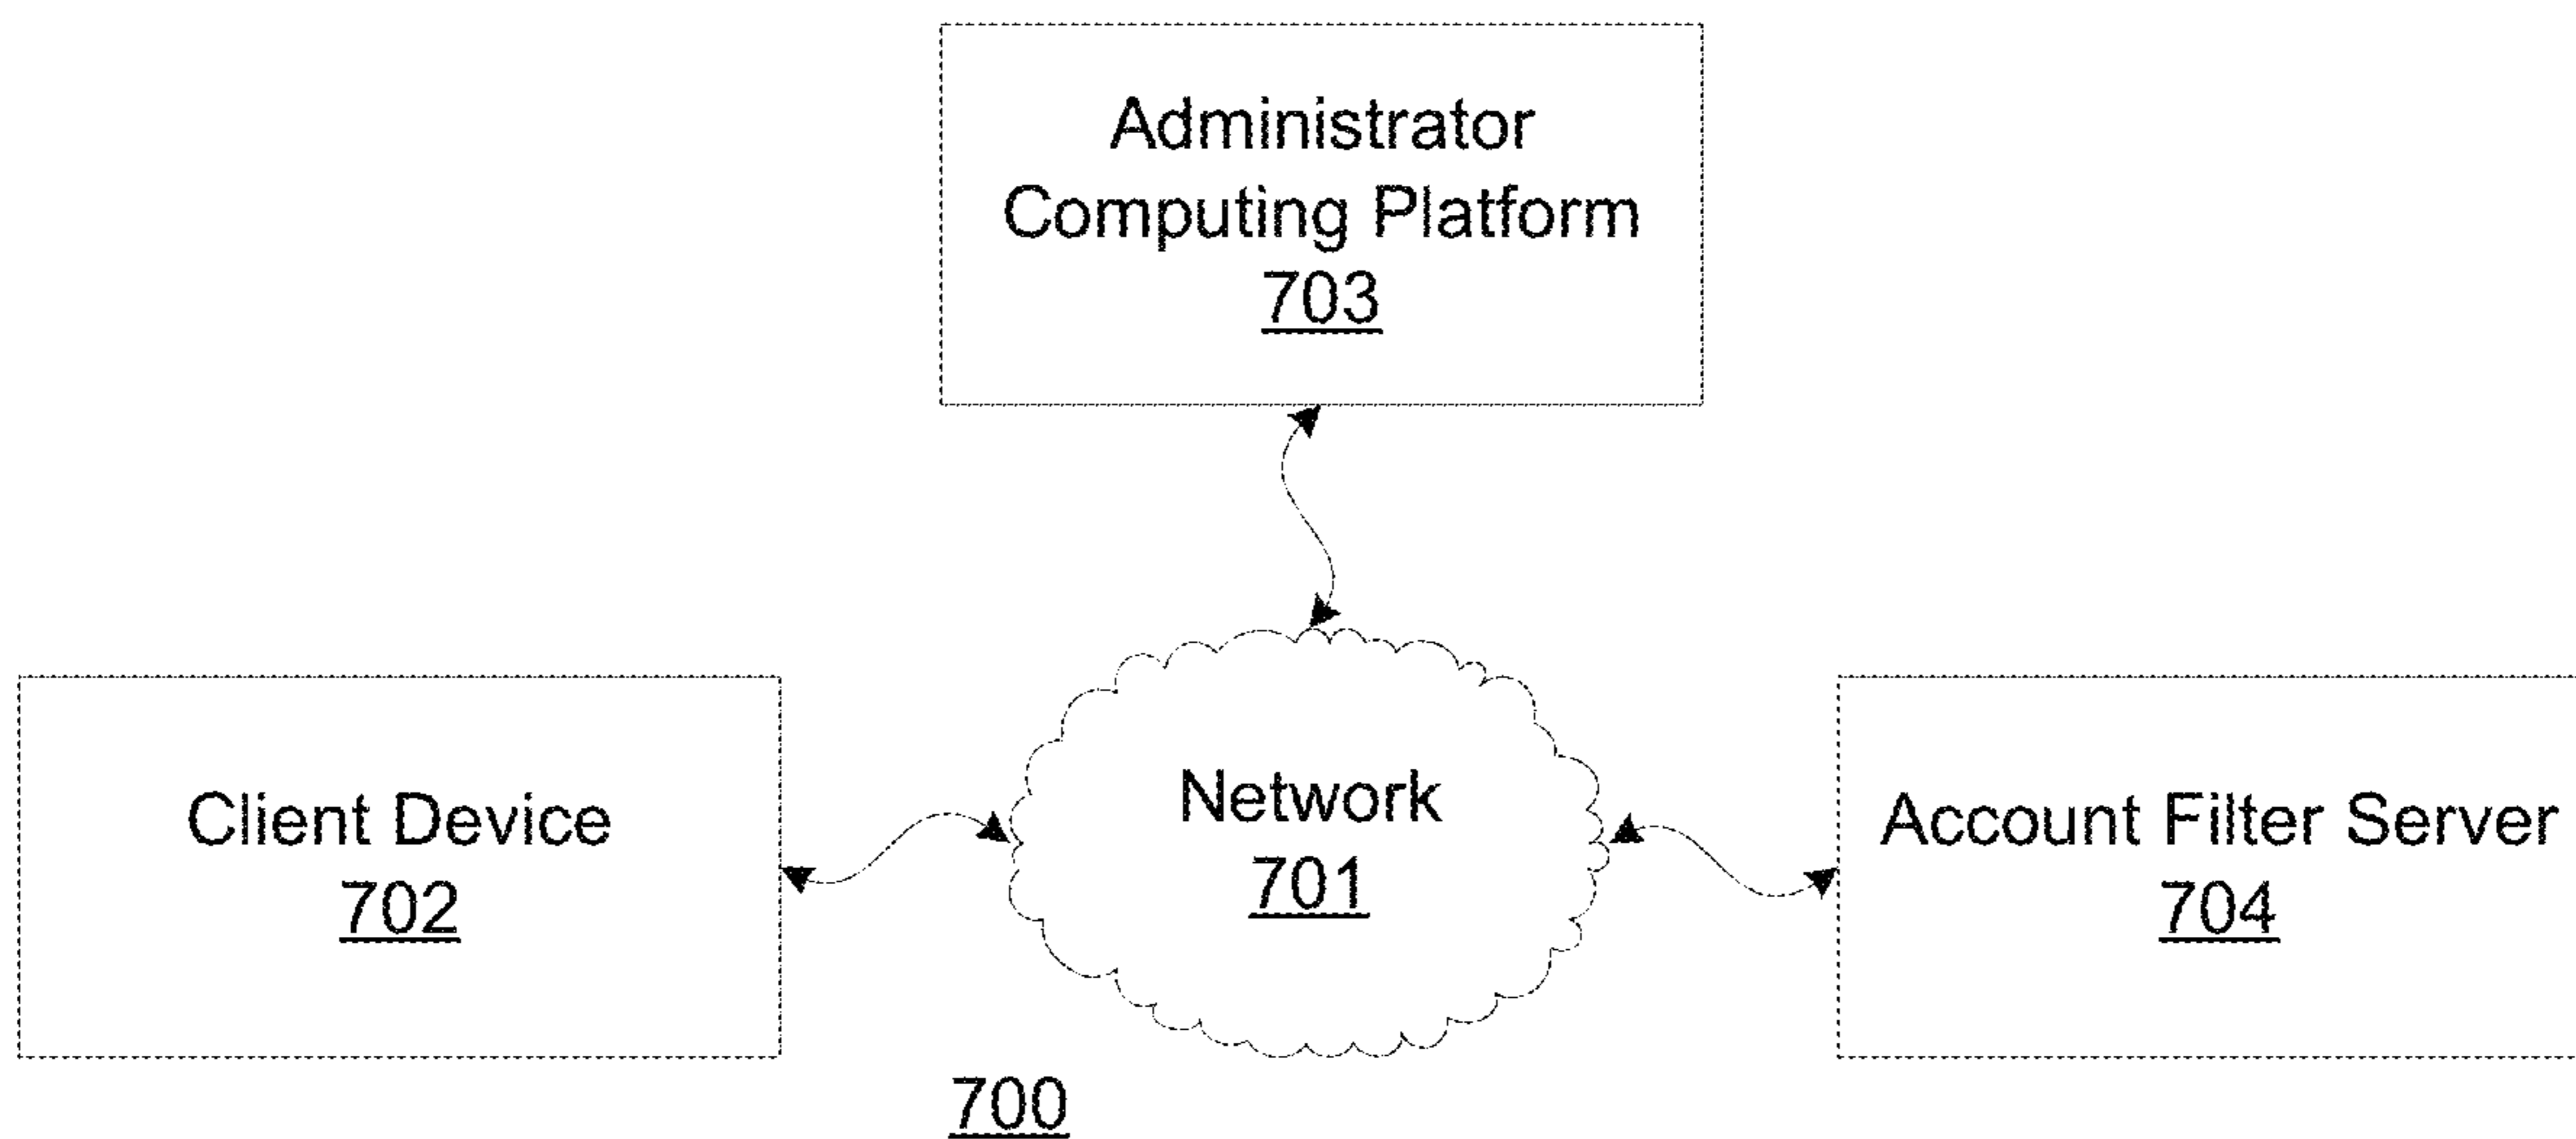 Administrator
Computing Platform
703
Client Device
702
Network
701
Account Filter Server
704
700